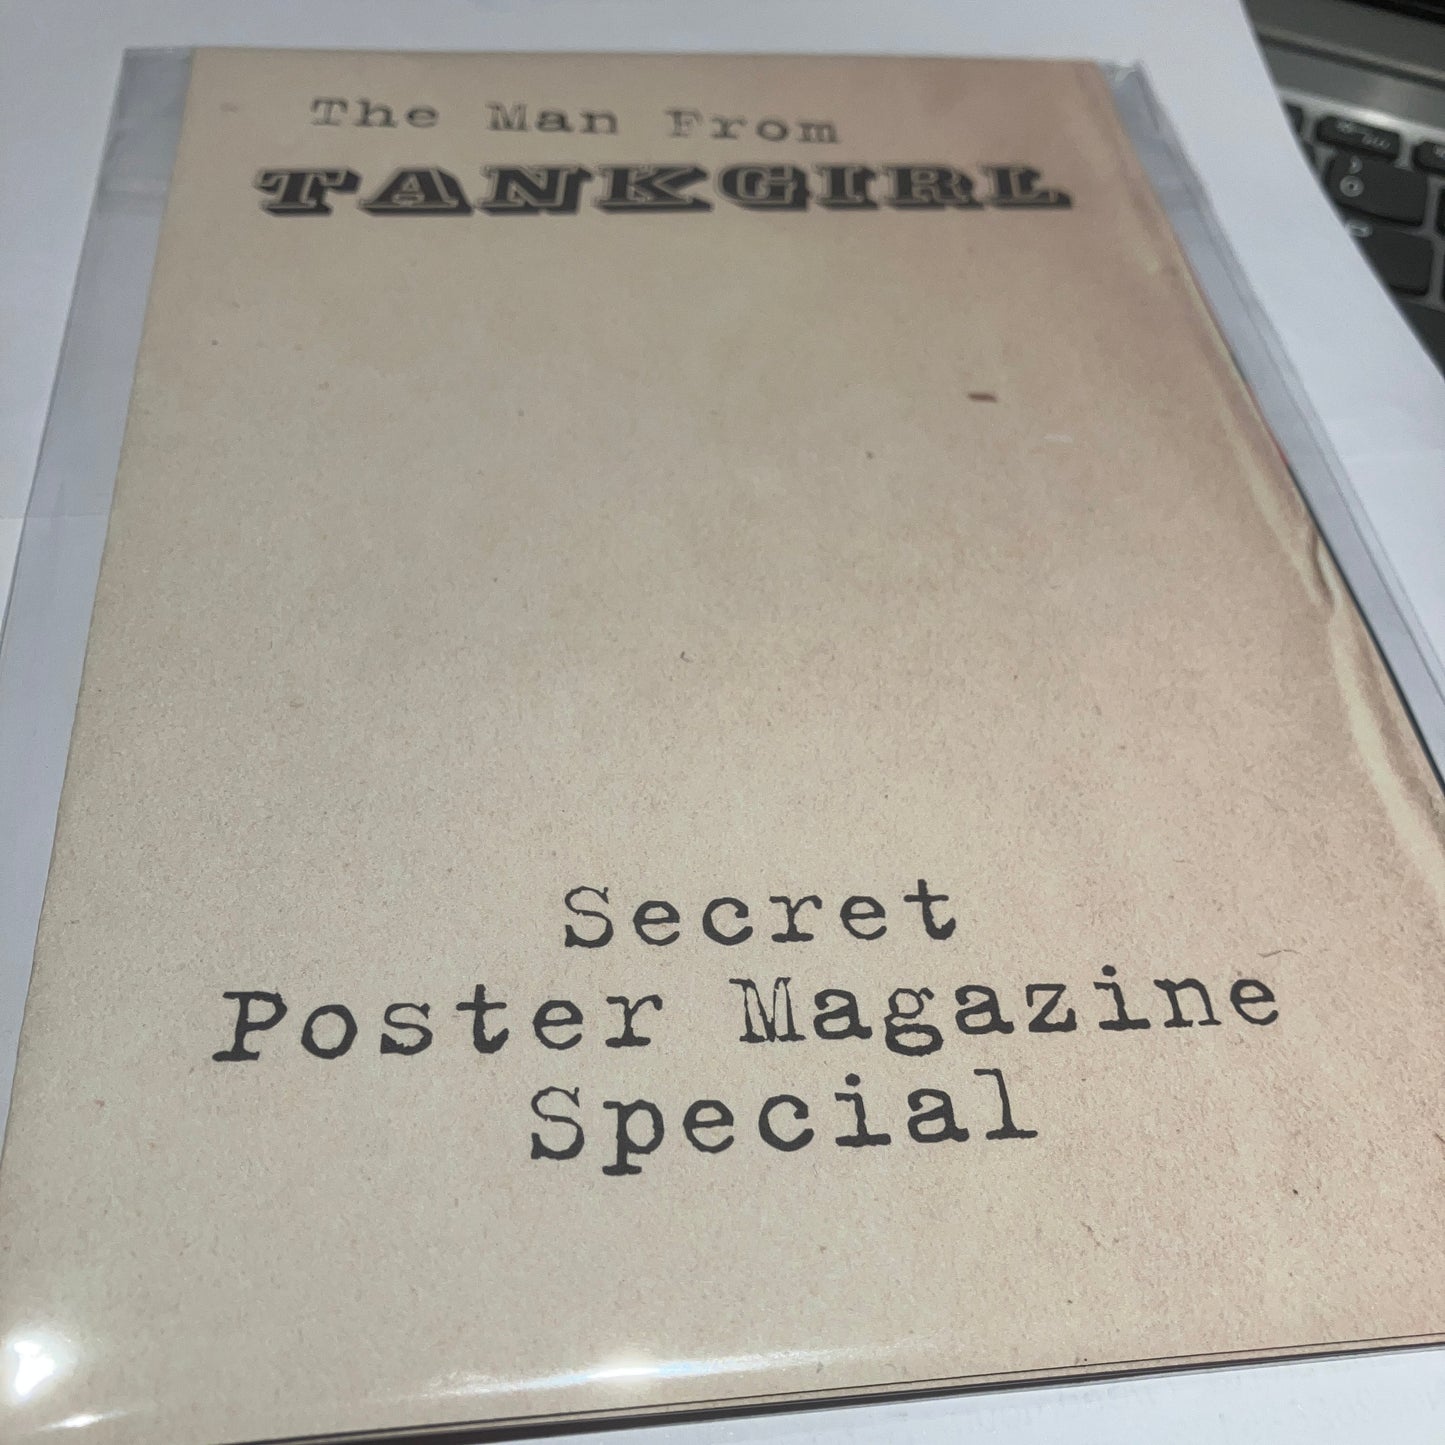 The Man From
TANKGIRL
Secret
Poster Magazine
Special